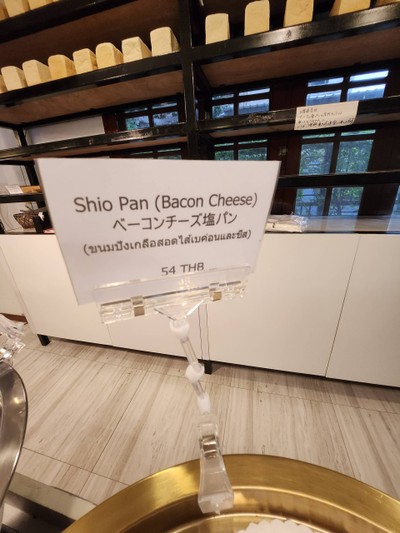 Shio Pan (Bacon Cheese)
ベーコンチーズ塩パン
(ขนมปังเกลือสอดไส้เบค่อนและชีส)
54 THB